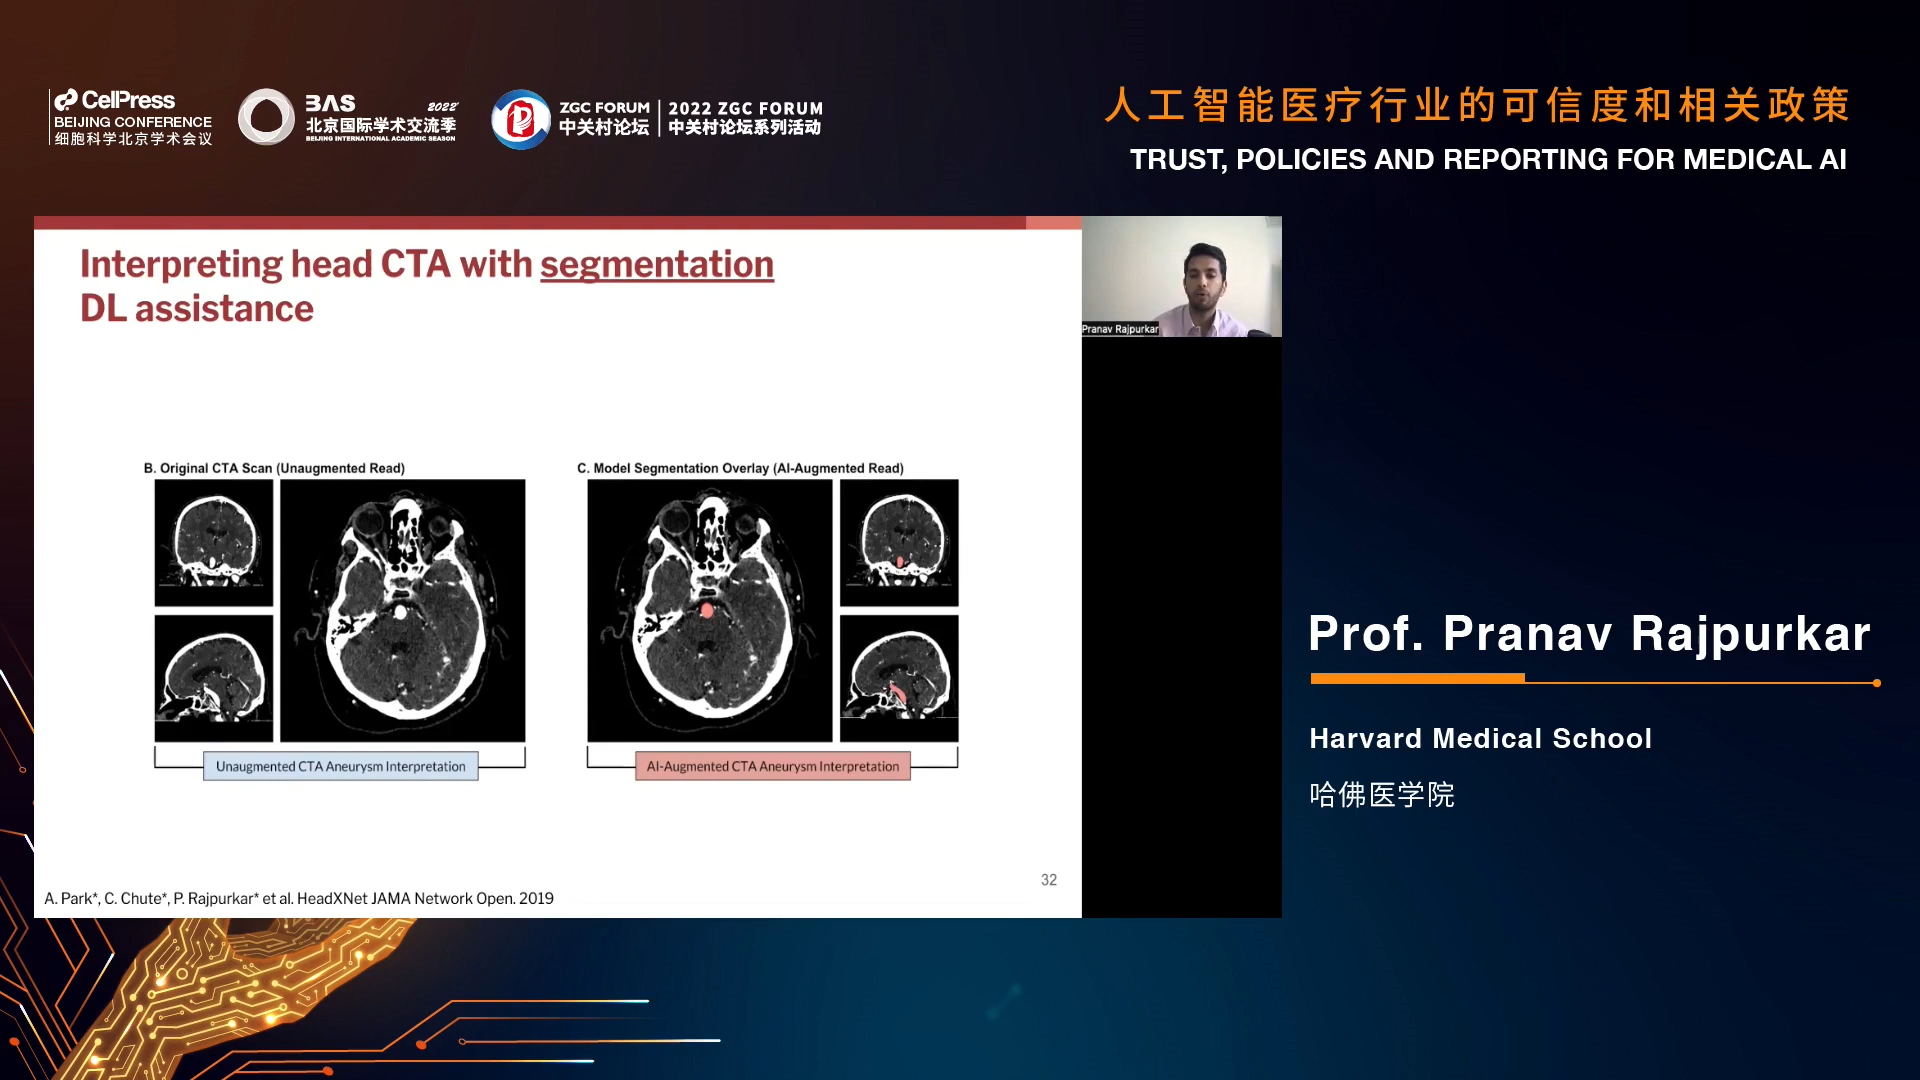 CellPress
BEIJING CONFERENCE
细胞科学北京学术会议
BAS 2022
北京国际学术交流季
BEIJING INTERNATIONAL ACADEMIC SEASON
ZGC FORUM
中关村论坛
2022 ZGC FORUM
中关村论坛系列活动
人工智能医疗行业的可信度和相关政策
TRUST, POLICIES AND REPORTING FOR MEDICAL AI
Interpreting head CTA with segmentation
DL assistance
Pranav Rajpurkar
B. Original CTA Scan (Unaugmented Read)
C. Model Segmentation Overlay (AI-Augmented Read)
Unaugmented CTA Aneurysm Interpretation
AI-Augmented CTA Aneurysm Interpretation
32
A. Park*, C. Chute*, P. Rajpurkar* et al. HeadXNet JAMA Network Open. 2019
Prof. Pranav Rajpurkar
Harvard Medical School
哈佛医学院